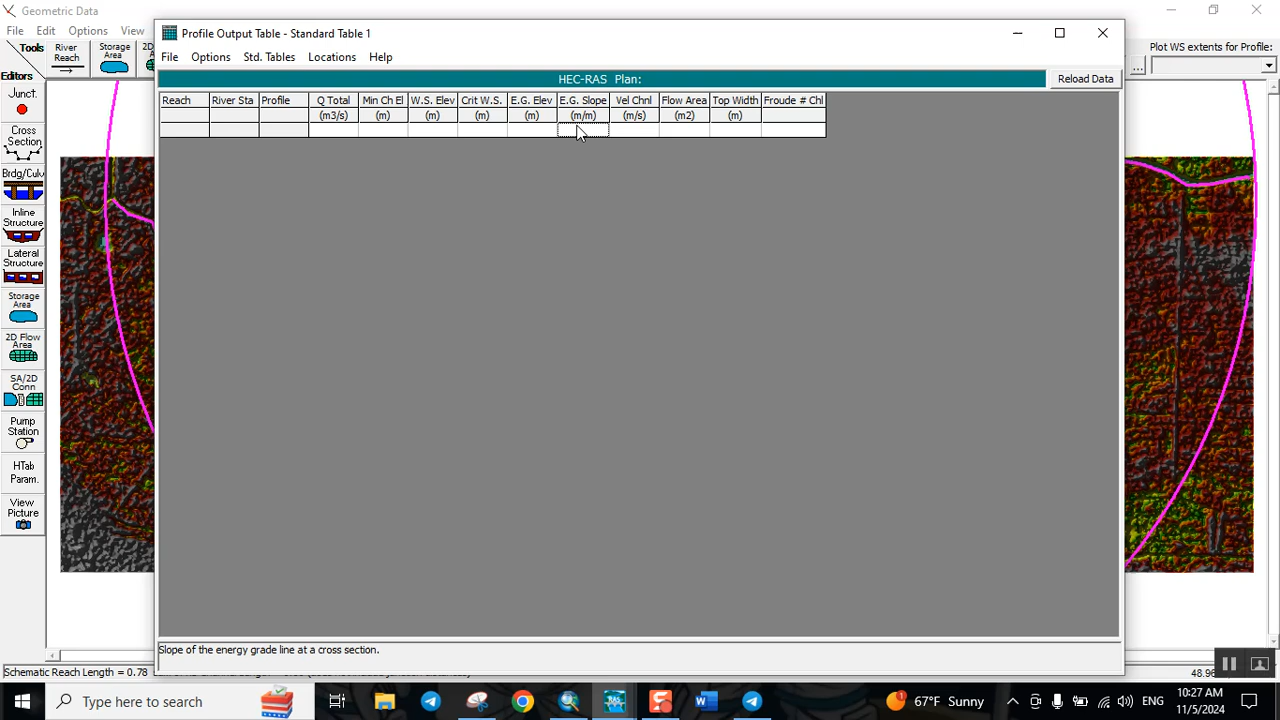 Geometric Data
File Edit Options View
Tools
Editors
River
Reach
Storage
Area
2D
Plot WS extents for Profile:
...
Junct.
Cross
Section
Brdg/Culv
Inline
Structure
Lateral
Structure
Storage
Area
2D Flow
Area
SA/2D
Conn
Pump
Station
HTab
Param.
View
Picture
Profile Output Table - Standard Table 1
File Options Std. Tables Locations Help
HEC-RAS Plan:
Reload Data
Reach River Sta Profile Q Total Min Ch El W.S. Elev Crit W.S. E.G. Elev E.G. Slope Vel Chnl Flow Area Top Width Froude # Chl
(m3/s) (m) (m) (m) (m) (m/m) (m/s) (m2) (m)
Slope of the energy grade line at a cross section.
Schematic Reach Length = 0.78
48.96
Type here to search
67°F Sunny
ENG
10:27 AM
11/5/2024